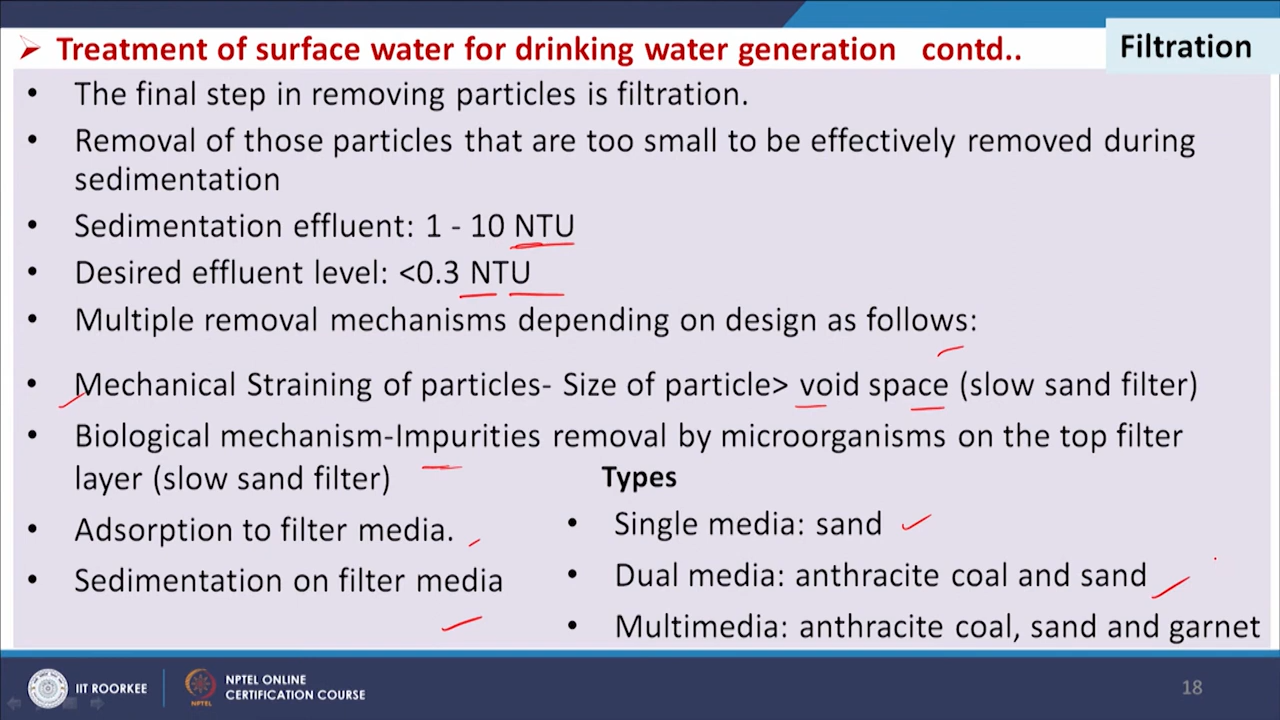 Treatment of surface water for drinking water generation contd..
Filtration
• The final step in removing particles is filtration.
• Removal of those particles that are too small to be effectively removed during
sedimentation
• Sedimentation effluent: 1 - 10 NTU
• Desired effluent level: <0.3 NTU
• Multiple removal mechanisms depending on design as follows:
• Mechanical Straining of particles- Size of particle> void space (slow sand filter)
• Biological mechanism-Impurities removal by microorganisms on the top filter
layer (slow sand filter)
• Adsorption to filter media.
• Sedimentation on filter media
Types
• Single media: sand
• Dual media: anthracite coal and sand
• Multimedia: anthracite coal, sand and garnet
IIT ROORKEE
NPTEL
NPTEL ONLINE
CERTIFICATION COURSE
18